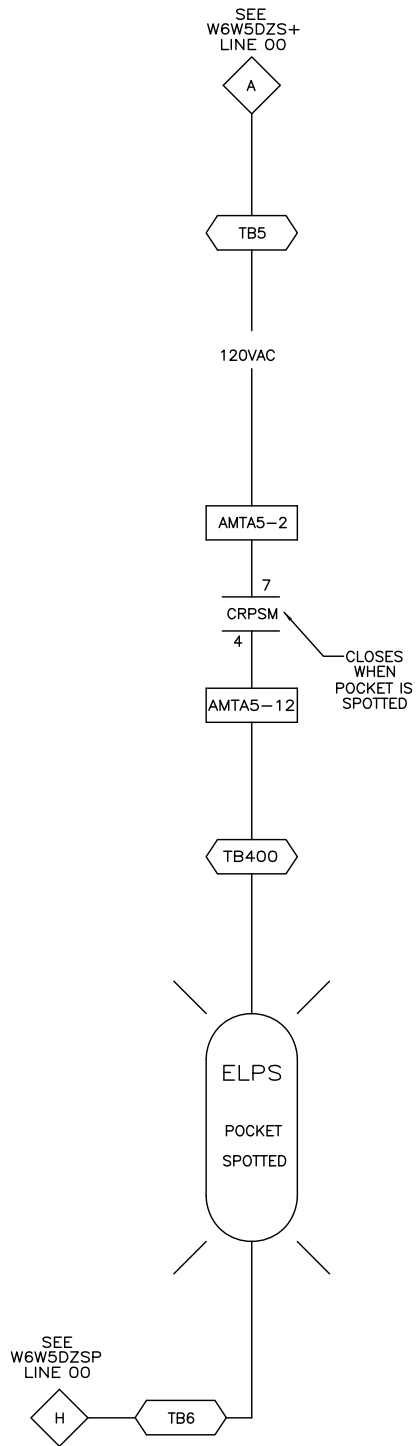 SEE
W6W5DZS+
LINE 00
A
TB5
120VAC
AMTA5-2
7
CRPSM
4
CLOSES
WHEN
POCKET IS
SPOTTED
AMTA5-12
TB400
ELPS
POCKET
SPOTTED
SEE
W6W5DZSP
LINE 00
H
TB6